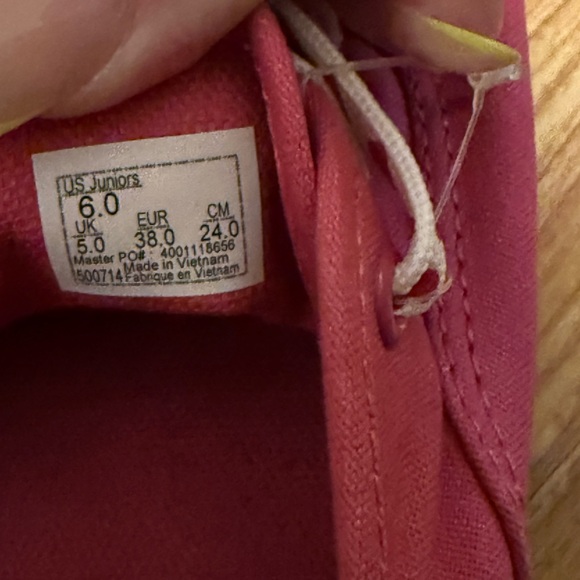 US Juniors
6.0
UK EUR CM
5.0 38.0 24.0
Master PO# : 4001118656
Made in Vietnam
500714 Fabrique en Vietnam